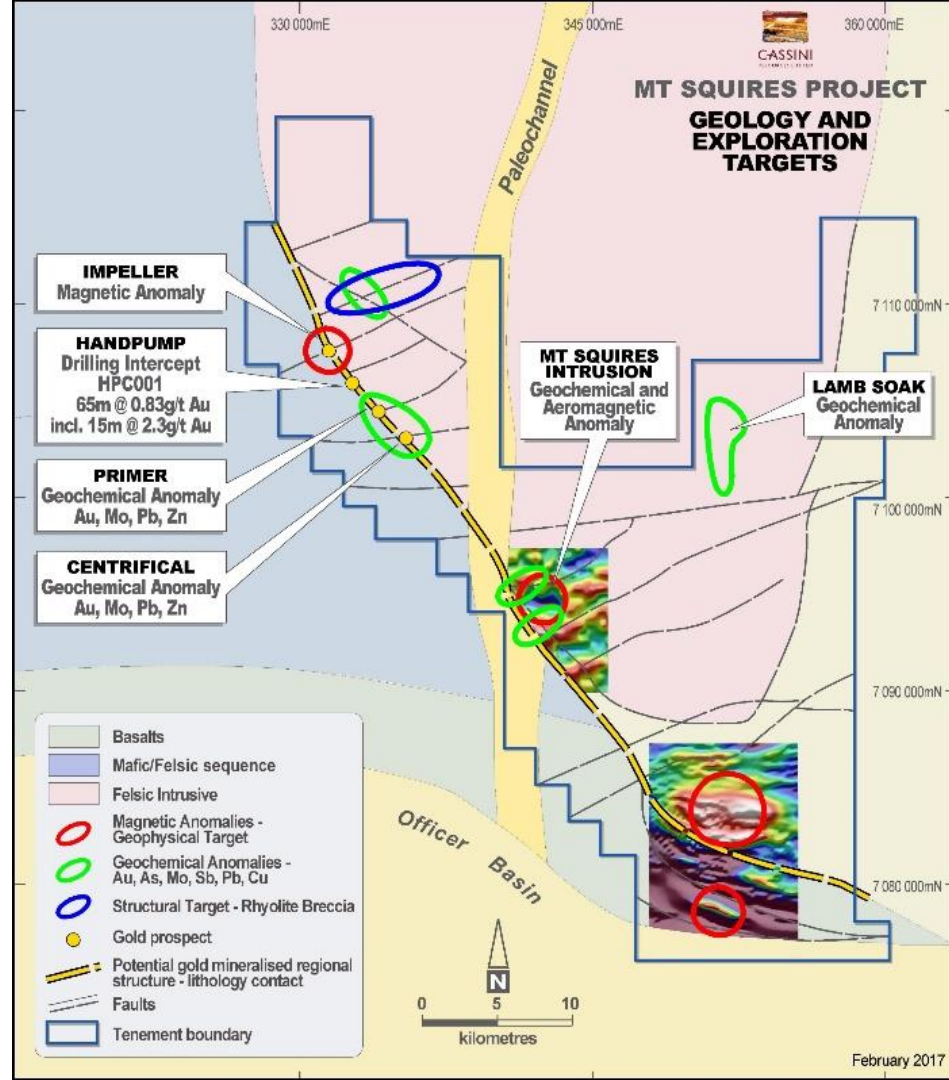 330 000mE
345 000mE
360 000mE
CASSINI
MT SQUIRES PROJECT
GEOLOGY AND
EXPLORATION
TARGETS
Paleochannel
IMPELLER
Magnetic Anomaly
7 110 000mN
HANDPUMP
Drilling Intercept
HPC001
65m @ 0.83g/t Au
incl. 15m @ 2.3g/t Au
MT SQUIRES
INTRUSION
Geochemical and
Aeromagnetic
Anomaly
LAMB SOAK
Geochemical
Anomaly
PRIMER
Geochemical Anomaly
Au, Mo, Pb, Zn
7 100 000mN
CENTRIFICAL
Geochemical Anomaly
Au, Mo, Pb, Zn
7 090 000mN
Basalts
Mafic/Felsic sequence
Felsic Intrusive
Magnetic Anomalies -
Geophysical Target
Geochemical Anomalies -
Au, As, Mo, Sb, Pb, Cu
Structural Target - Rhyolite Breccia
Gold prospect
Potential gold mineralised regional
structure - lithology contact
Faults
Tenement boundary
Officer Basin
7 080 000mN
N
0 5 10
kilometres
February 2017